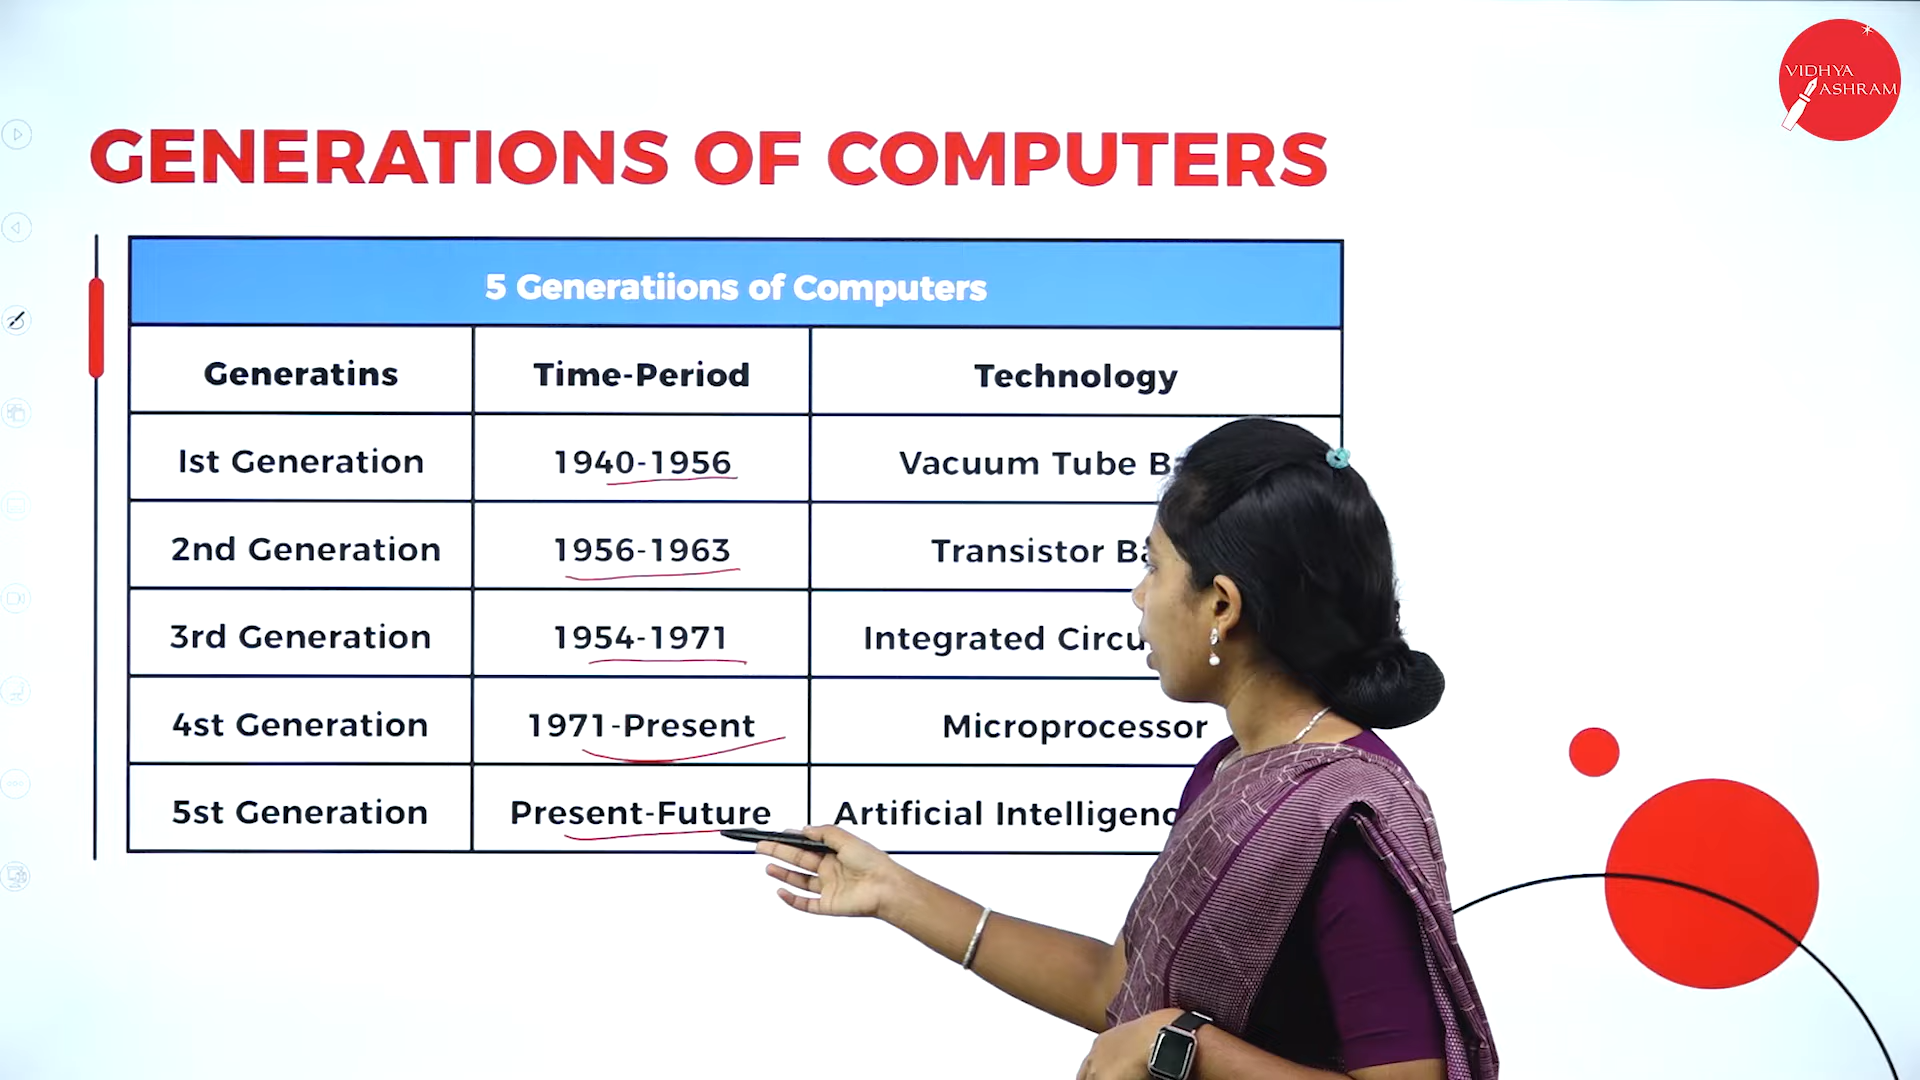 VIDHYA
ASHRAM
GENERATIONS OF COMPUTERS
5 Generatiions of Computers
Generatins Time-Period Technology
1st Generation 1940-1956 Vacuum Tube
2nd Generation 1956-1963 Transistor
3rd Generation 1954-1971 Integrated
4st Generation 1971-Present Microprocessor
5st Generation Present-Future Artificial